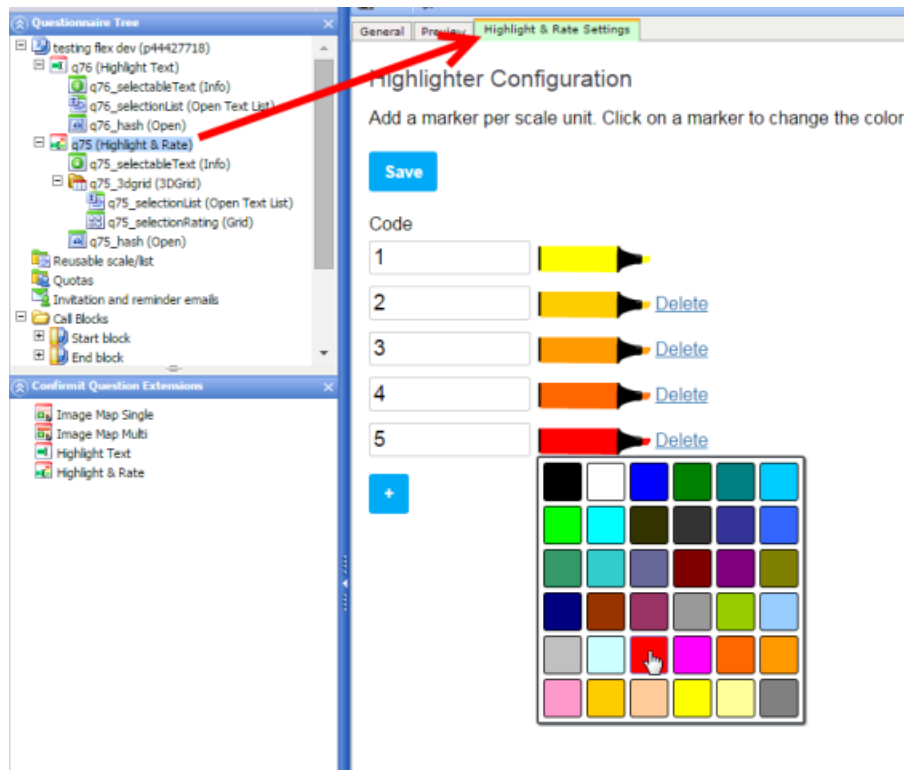 Questionnaire Tree
testing flex dev (p44427718)
q76 (Highlight Text)
q76_selectableText (Info)
q76_selectionList (Open Text List)
q76_hash (Open)
q75 (Highlight & Rate)
q75_selectableText (Info)
q75_3dgrid (3DGrid)
q75_selectionList (Open Text List)
q75_selectionRating (Grid)
q75_hash (Open)
Reusable scale/list
Quotas
Invitation and reminder emails
Call Blocks
Start block
End block
Confirmit Question Extensions
Image Map Single
Image Map Multi
Highlight Text
Highlight & Rate
General Preview Highlight & Rate Settings
Highlighter Configuration
Add a marker per scale unit. Click on a marker to change the color
Save
Code
1
2 Delete
3 Delete
4 Delete
5 Delete
+